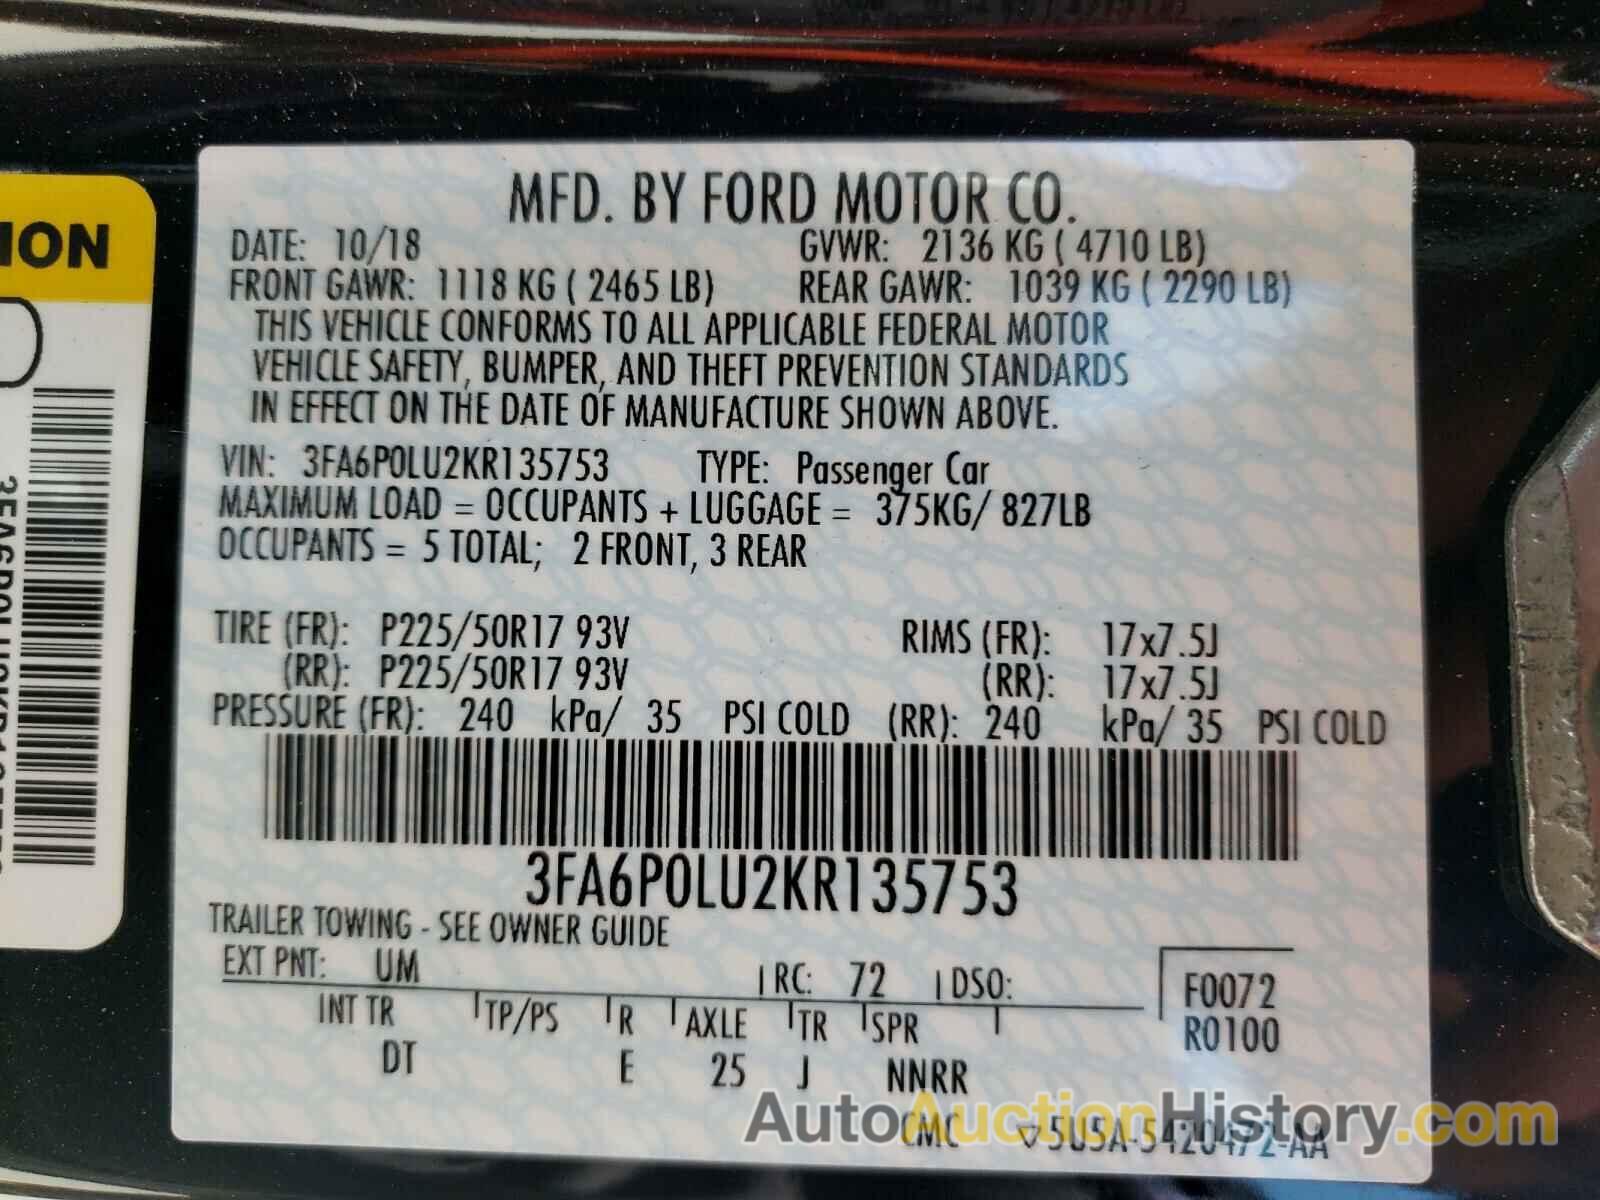 ION
MFD. BY FORD MOTOR CO.
DATE: 10/18 GVWR: 2136 KG ( 4710 LB)
FRONT GAWR: 1118 KG ( 2465 LB) REAR GAWR: 1039 KG ( 2290 LB)
THIS VEHICLE CONFORMS TO ALL APPLICABLE FEDERAL MOTOR
VEHICLE SAFETY, BUMPER, AND THEFT PREVENTION STANDARDS
IN EFFECT ON THE DATE OF MANUFACTURE SHOWN ABOVE.
VIN: 3FA6P0LU2KR135753 TYPE: Passenger Car
MAXIMUM LOAD = OCCUPANTS + LUGGAGE = 375KG/ 827LB
OCCUPANTS = 5 TOTAL; 2 FRONT, 3 REAR
TIRE (FR): P225/50R17 93V RIMS (FR): 17x7.5J
(RR): P225/50R17 93V (RR): 17x7.5J
PRESSURE (FR): 240 kPa/ 35 PSI COLD (RR): 240 kPa/ 35 PSI COLD
3FA6P0LU2KR135753
TRAILER TOWING - SEE OWNER GUIDE
EXT PNT: UM RC: 72 DSO:
INT TR TP/PS R AXLE TR SPR
DT E 25 J NNRR
F0072
R0100
AutoAuctionHistory.com
CMC ▽5U5A-5420472-AA